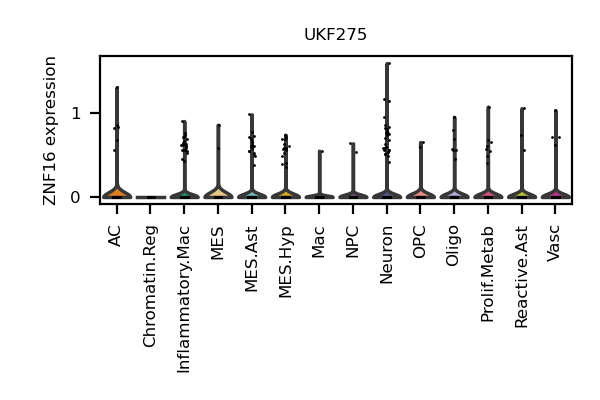 UKF275
ZNF16 expression
1
0
AC
Chromatin.Reg
Inflammatory.Mac
MES
MES.Ast
MES.Hyp
Mac
NPC
Neuron
OPC
Oligo
Prolif.Metab
Reactive.Ast
Vasc